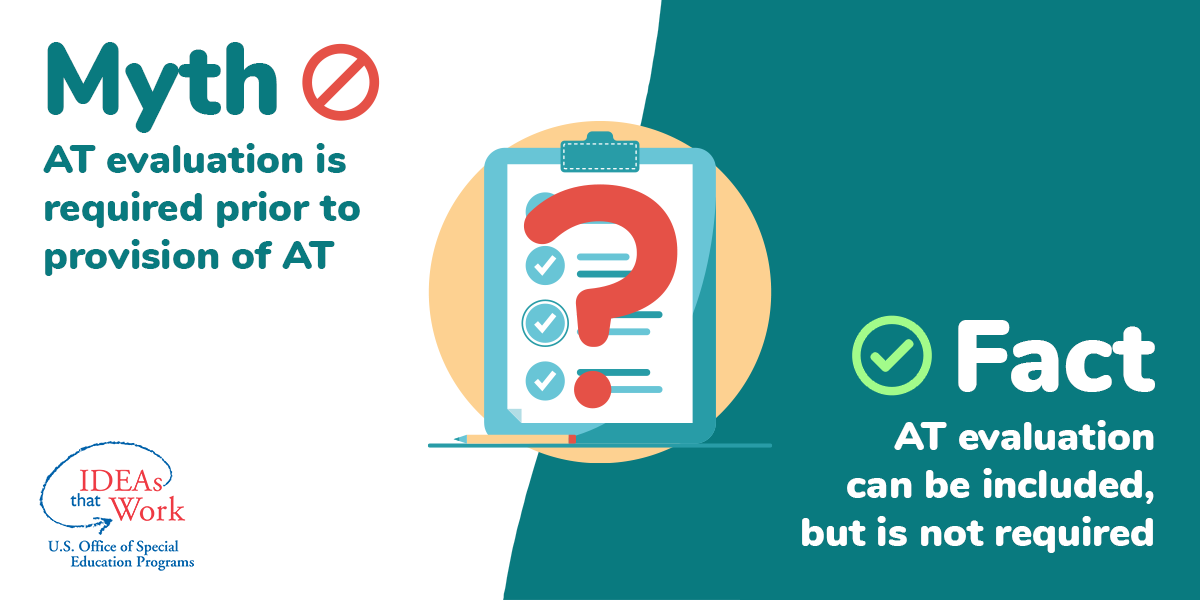 Myth
AT evaluation is
required prior to
provision of AT
Fact
AT evaluation
can be included,
but is not required
IDEAs
that Work
U.S. Office of Special
Education Programs